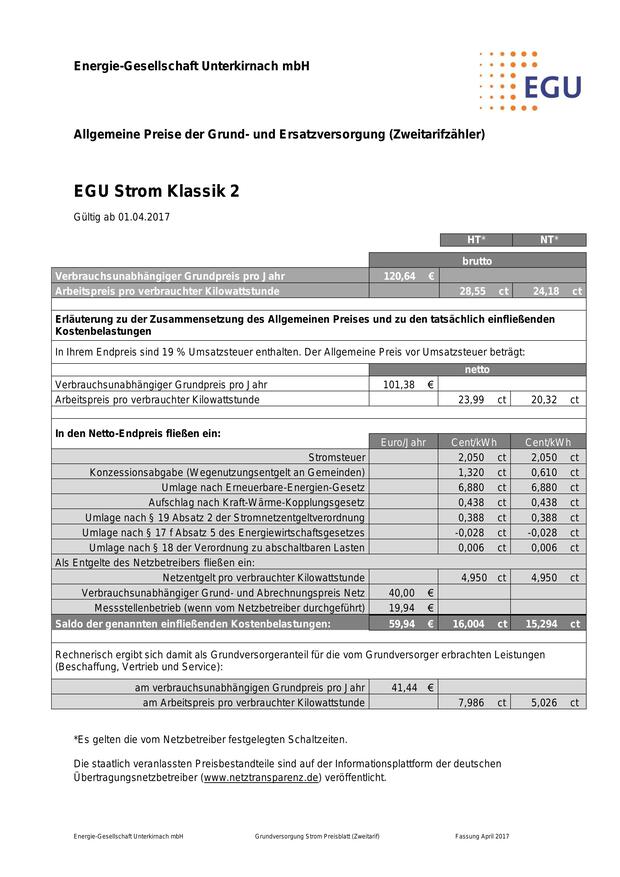 Energie-Gesellschaft Unterkirnach mbH
EGU
Allgemeine Preise der Grund- und Ersatzversorgung (Zweitarifzähler)
EGU Strom Klassik 2
Gültig ab 01.04.2017
HT* NT*
brutto
Verbrauchsunabhängiger Grundpreis pro Jahr 120,64 €
Arbeitspreis pro verbrauchter Kilowattstunde 28,55 ct 24,18 ct
Erläuterung zu der Zusammensetzung des Allgemeinen Preises und zu den tatsächlich einfließenden
Kostenbelastungen
In Ihrem Endpreis sind 19 % Umsatzsteuer enthalten. Der Allgemeine Preis vor Umsatzsteuer beträgt:
netto
Verbrauchsunabhängiger Grundpreis pro Jahr 101,38 €
Arbeitspreis pro verbrauchter Kilowattstunde 23,99 ct 20,32 ct
In den Netto-Endpreis fließen ein:
Euro/Jahr Cent/kWh Cent/kWh
Stromsteuer 2,050 ct 2,050 ct
Konzessionsabgabe (Wegenutzungsentgelt an Gemeinden) 1,320 ct 0,610 ct
Umlage nach Erneuerbare-Energien-Gesetz 6,880 ct 6,880 ct
Aufschlag nach Kraft-Wärme-Kopplungsgesetz 0,438 ct 0,438 ct
Umlage nach § 19 Absatz 2 der Stromnetzentgeltverordnung 0,388 ct 0,388 ct
Umlage nach § 17 f Absatz 5 des Energiewirtschaftsgesetzes -0,028 ct -0,028 ct
Umlage nach § 18 der Verordnung zu abschaltbaren Lasten 0,006 ct 0,006 ct
Als Entgelte des Netzbetreibers fließen ein:
Netzentgelt pro verbrauchter Kilowattstunde 4,950 ct 4,950 ct
Verbrauchsunabhängiger Grund- und Abrechnungspreis Netz 40,00 €
Messstellenbetrieb (wenn vom Netzbetreiber durchgeführt) 19,94 €
Saldo der genannten einfließenden Kostenbelastungen: 59,94 € 16,004 ct 15,294 ct
Rechnerisch ergibt sich damit als Grundversorgeranteil für die vom Grundversorger erbrachten Leistungen
(Beschaffung, Vertrieb und Service):
am verbrauchsunabhängigen Grundpreis pro Jahr 41,44 €
am Arbeitspreis pro verbrauchter Kilowattstunde 7,986 ct 5,026 ct
*Es gelten die vom Netzbetreiber festgelegten Schaltzeiten.
Die staatlich veranlassten Preisbestandteile sind auf der Informationsplattform der deutschen
Übertragungsnetzbetreiber (www.netztransparenz.de) veröffentlicht.
Energie-Gesellschaft Unterkirnach mbH Grundversorgung Strom Preisblatt (Zweitarif) Fassung April 2017